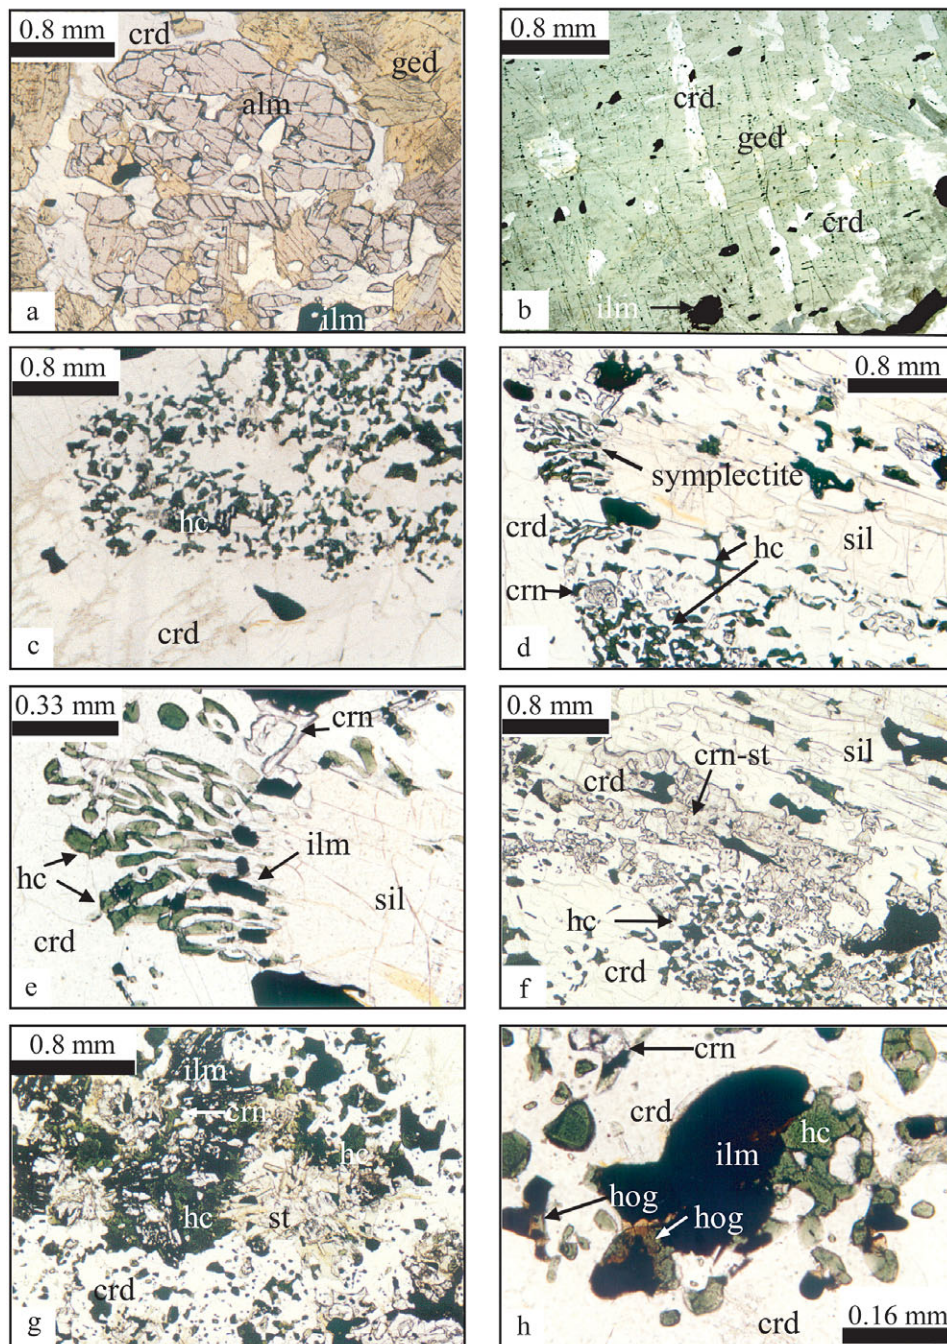 0.8 mm
crd
ged
alm
ilm
a
0.8 mm
crd
ged
crd
ilm
b
0.8 mm
hc
crd
c
0.8 mm
symplectite
crd
hc
sil
crn
d
0.33 mm
crn
ilm
hc
sil
crd
e
0.8 mm
sil
crn-st
crd
hc
crd
f
0.8 mm
ilm
crn
hc
hc
st
crd
g
crn
crd
hc
ilm
hog
hog
crd
0.16 mm
h